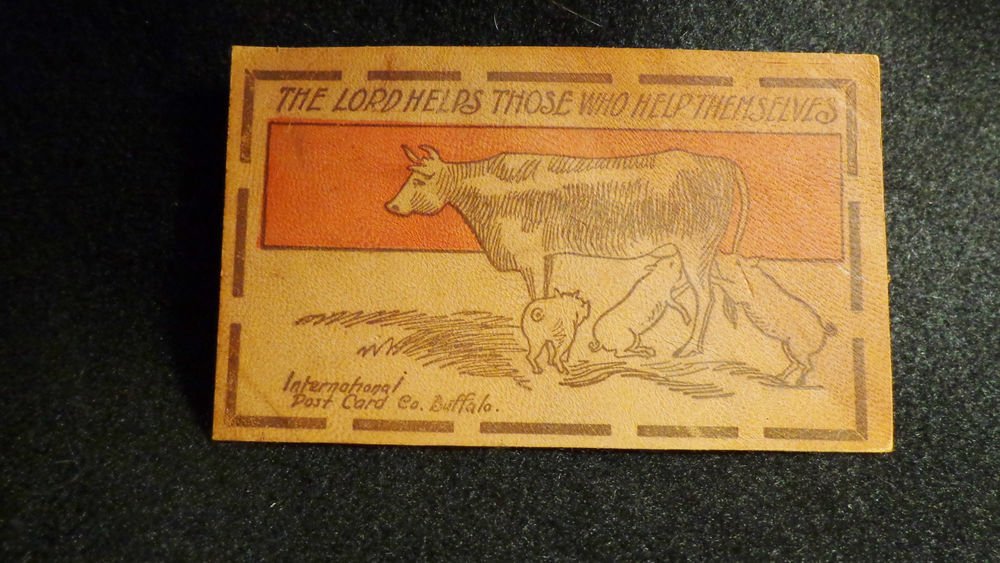 THE LORD HELPS THOSE WHO HELP THEMSELVES
International
Post Card Co. Buffalo.